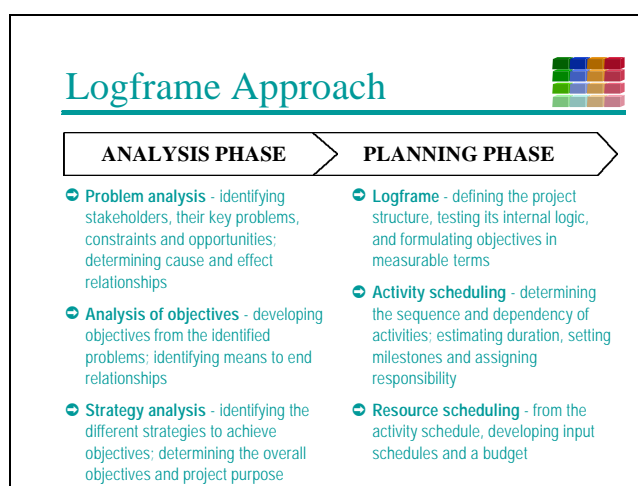 Logframe Approach
ANALYSIS PHASE
PLANNING PHASE
Problem analysis - identifying
stakeholders, their key problems,
constraints and opportunities;
determining cause and effect
relationships
Analysis of objectives - developing
objectives from the identified
problems; identifying means to end
relationships
Strategy analysis - identifying the
different strategies to achieve
objectives; determining the overall
objectives and project purpose
Logframe - defining the project
structure, testing its internal logic,
and formulating objectives in
measurable terms
Activity scheduling - determining
the sequence and dependency of
activities; estimating duration, setting
milestones and assigning
responsibility
Resource scheduling - from the
activity schedule, developing input
schedules and a budget